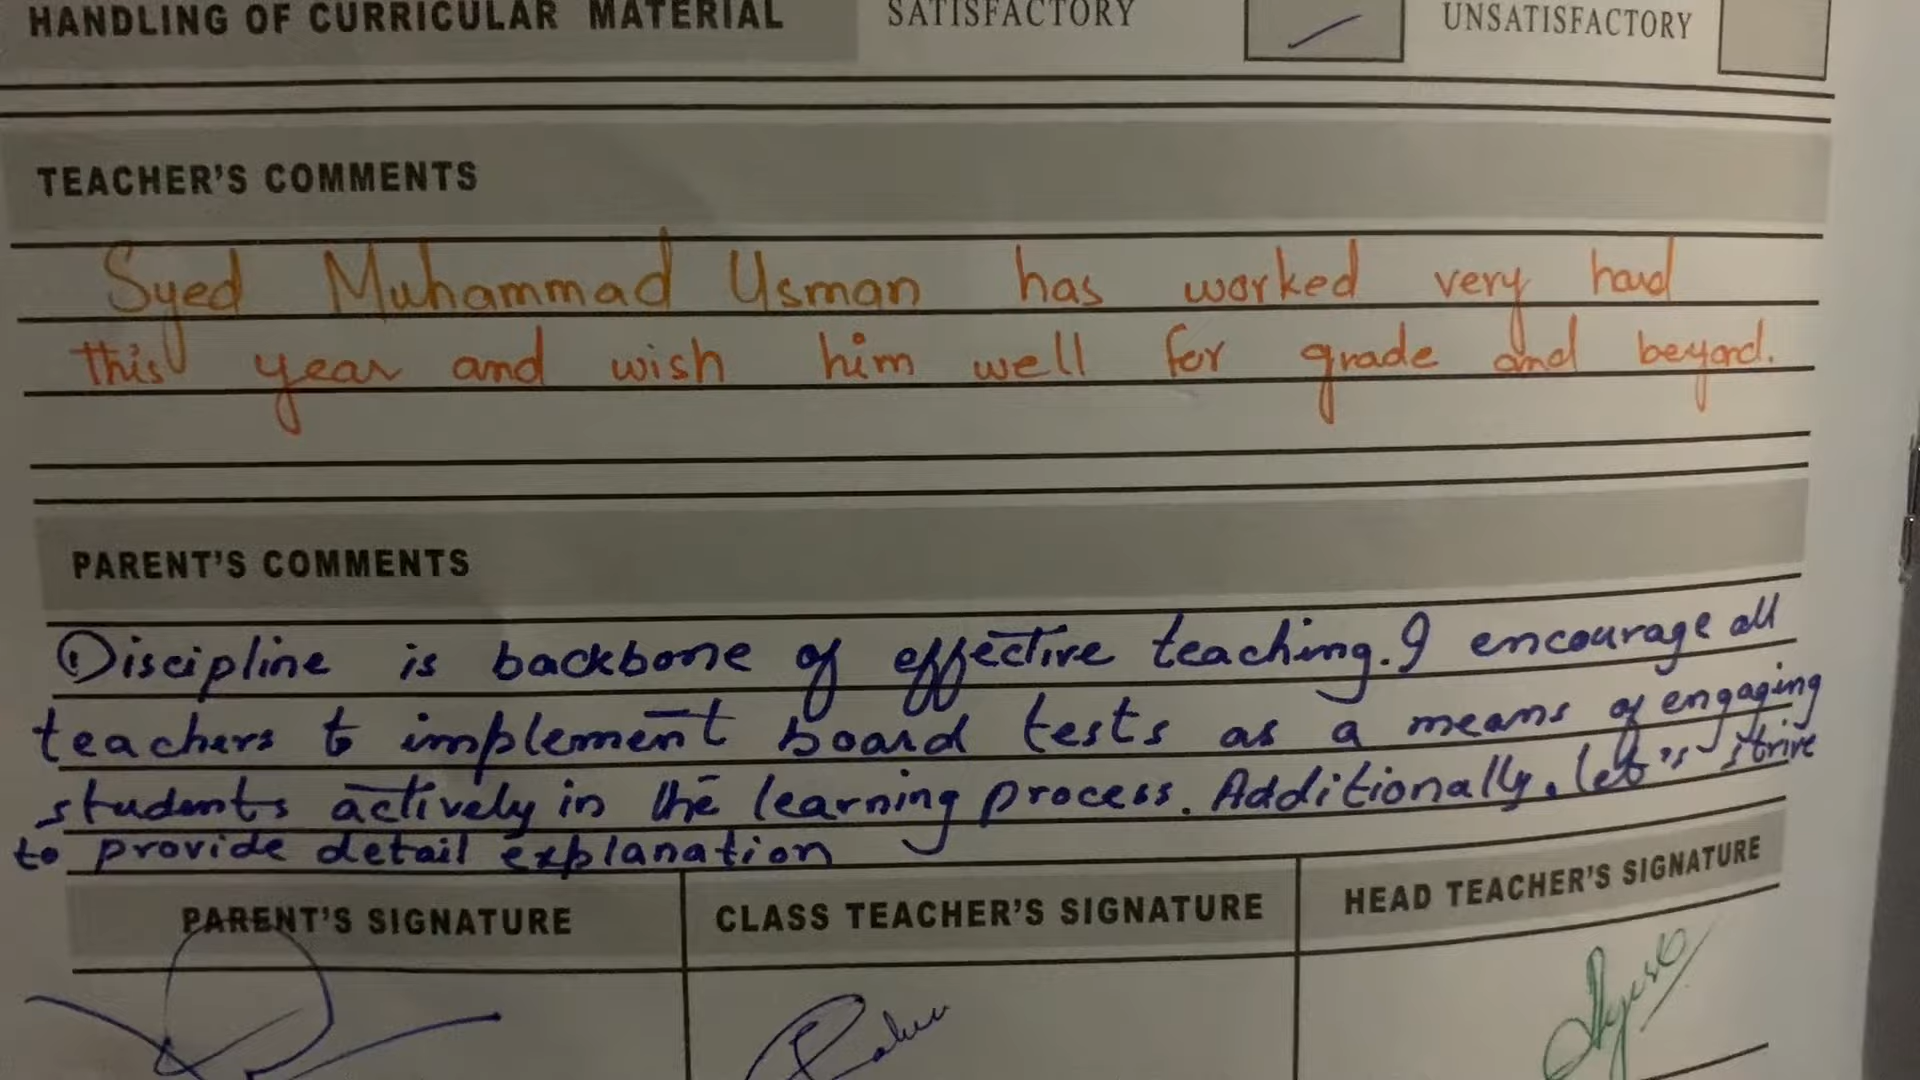 HANDLING OF CURRICULAR MATERIAL SATISFACTORY UNSATISFACTORY
TEACHER'S COMMENTS
Syed Muhammad Usman has worked very hard
this year and wish him well for grade and beyard.
PARENT'S COMMENTS
Discipline is backbone of effective teaching. I encourage all
teachers to implement board tests as a means of engaging
students actively in the learning process. Additionally, let's strive
to provide detail explanation
PARENT'S SIGNATURE CLASS TEACHER'S SIGNATURE HEAD TEACHER'S SIGNATURE